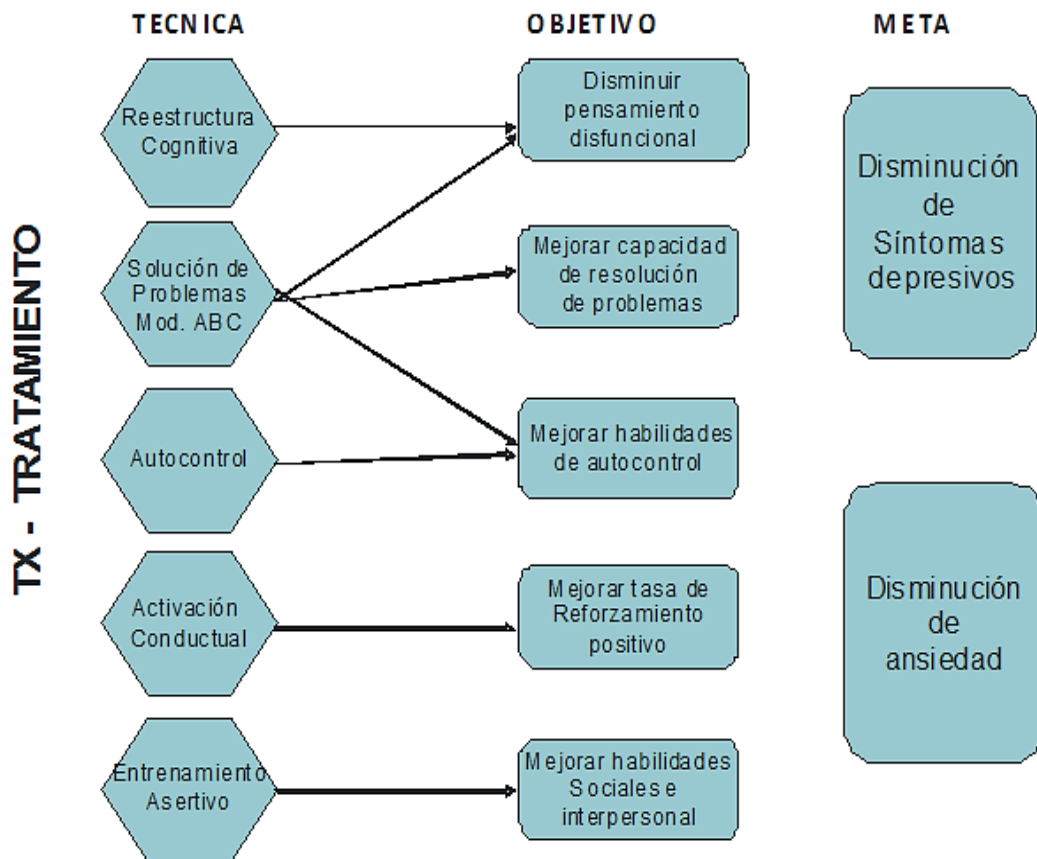 TECNICA
OBJETIVO
META
TX - TRATAMIENTO
Reestructura
Cognitiva
Disminuir
pensamiento
disfuncional
Disminución
de
Síntomas
depresivos
Solución de
Problemas
Mod. ABC
Mejorar capacidad
de resolución
de problemas
Autocontrol
Mejorar habilidades
de autocontrol
Activación
Conductual
Mejorar tasa de
Reforzamiento
positivo
Disminución
de
ansiedad
Entrenamiento
Asertivo
Mejorar habilidades
Sociales e
interpersonal